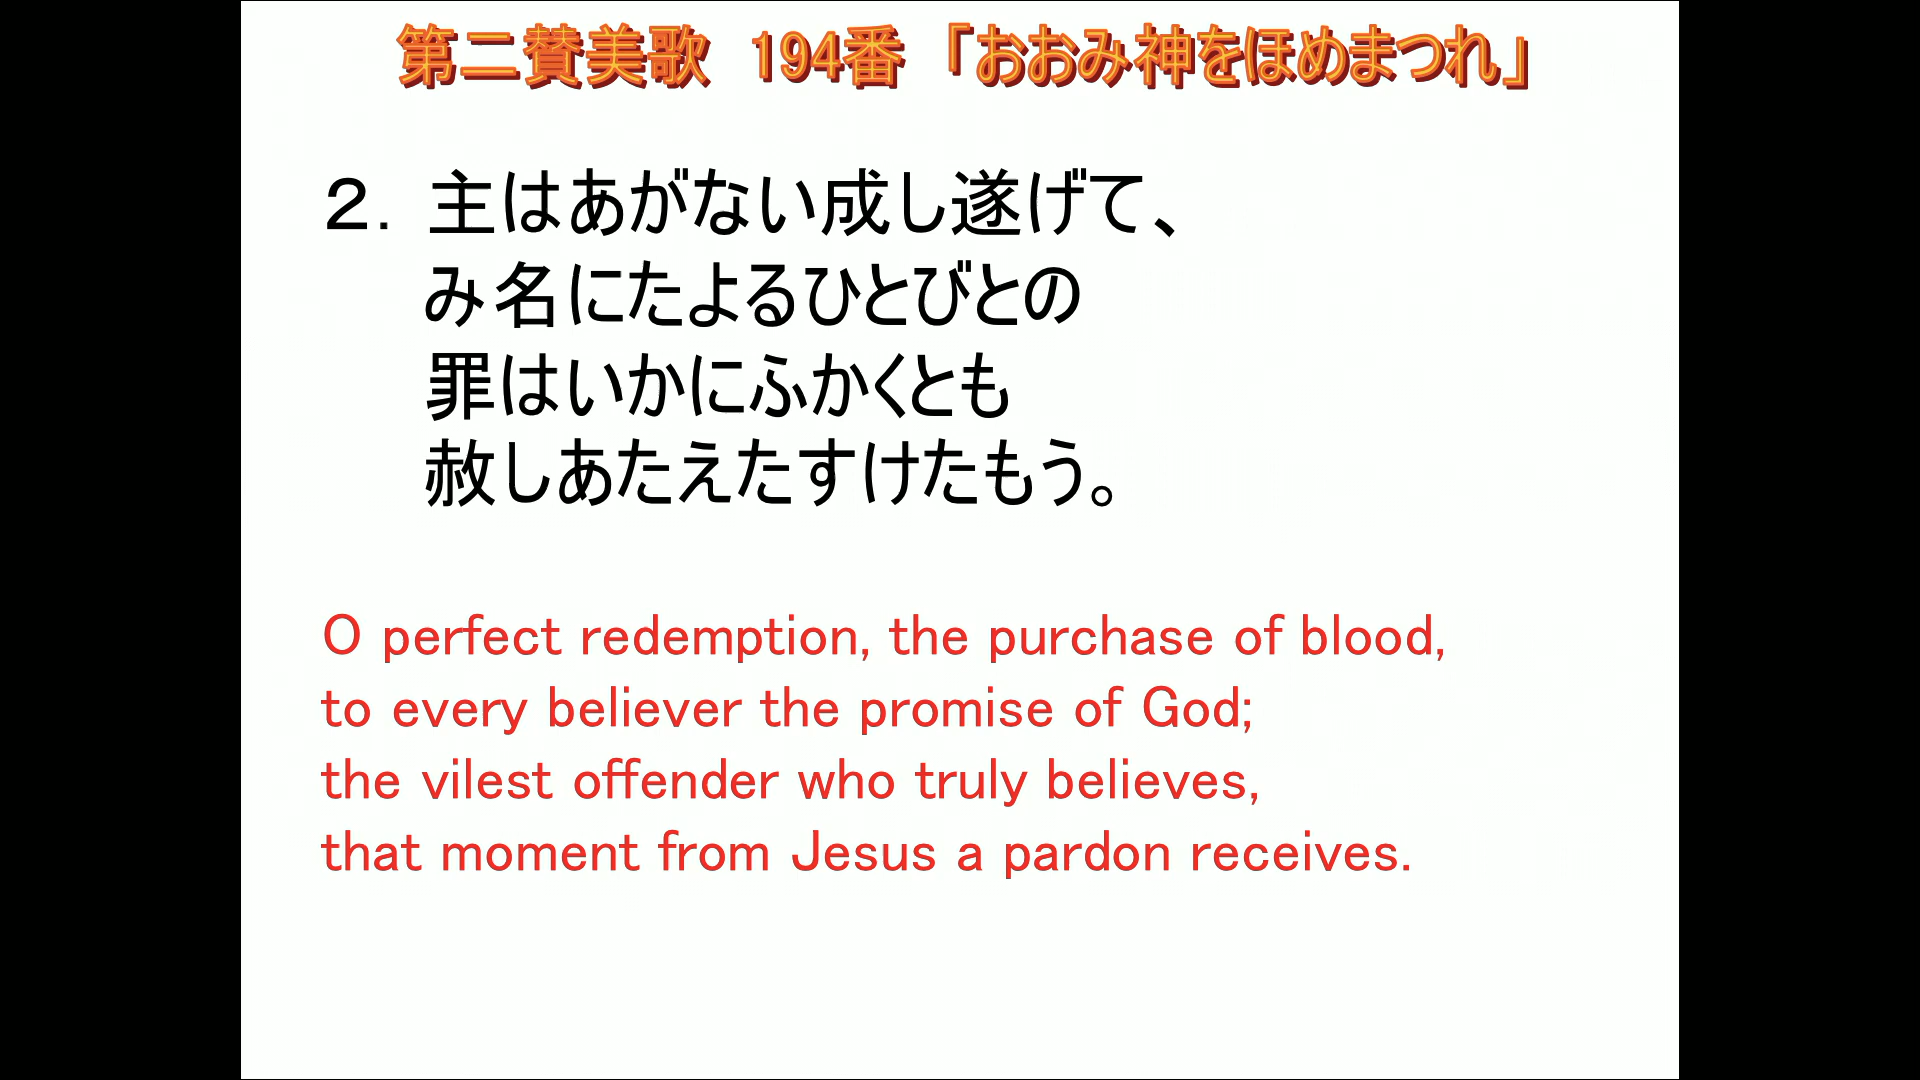 第二賛美歌　194番「おおみ神をほめまつれ」
２．主はあがない成し遂げて、
み名にたよるひとびとの
罪はいかにふかくとも
赦しあたえたすけたもう。
O perfect redemption, the purchase of blood,
to every believer the promise of God;
the vilest offender who truly believes,
that moment from Jesus a pardon receives.